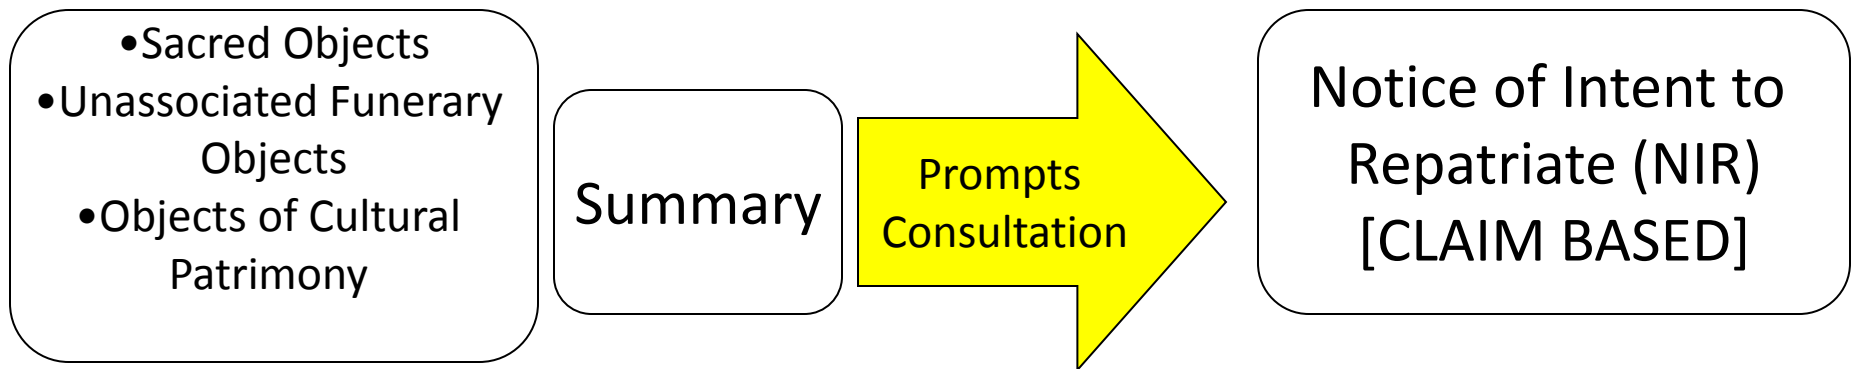 •Sacred Objects
•Unassociated Funerary
Objects
•Objects of Cultural
Patrimony
Summary
Prompts
Consultation
Notice of Intent to
Repatriate (NIR)
[CLAIM BASED]